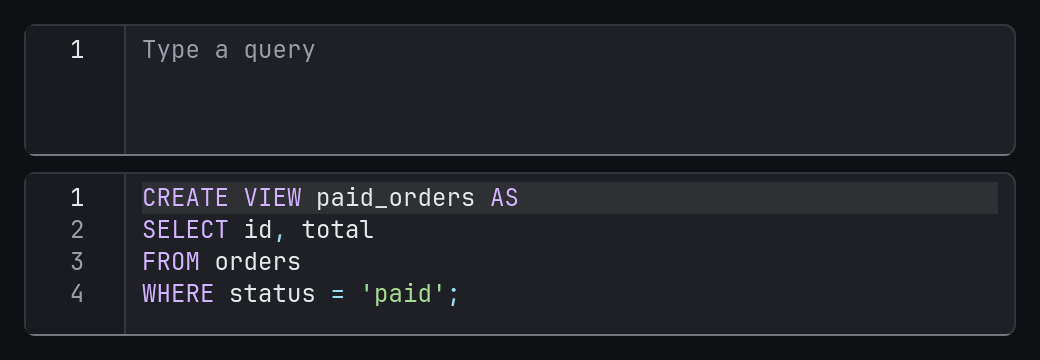 1 Type a query
1 CREATE VIEW paid_orders AS
2 SELECT id, total
3 FROM orders
4 WHERE status = 'paid';